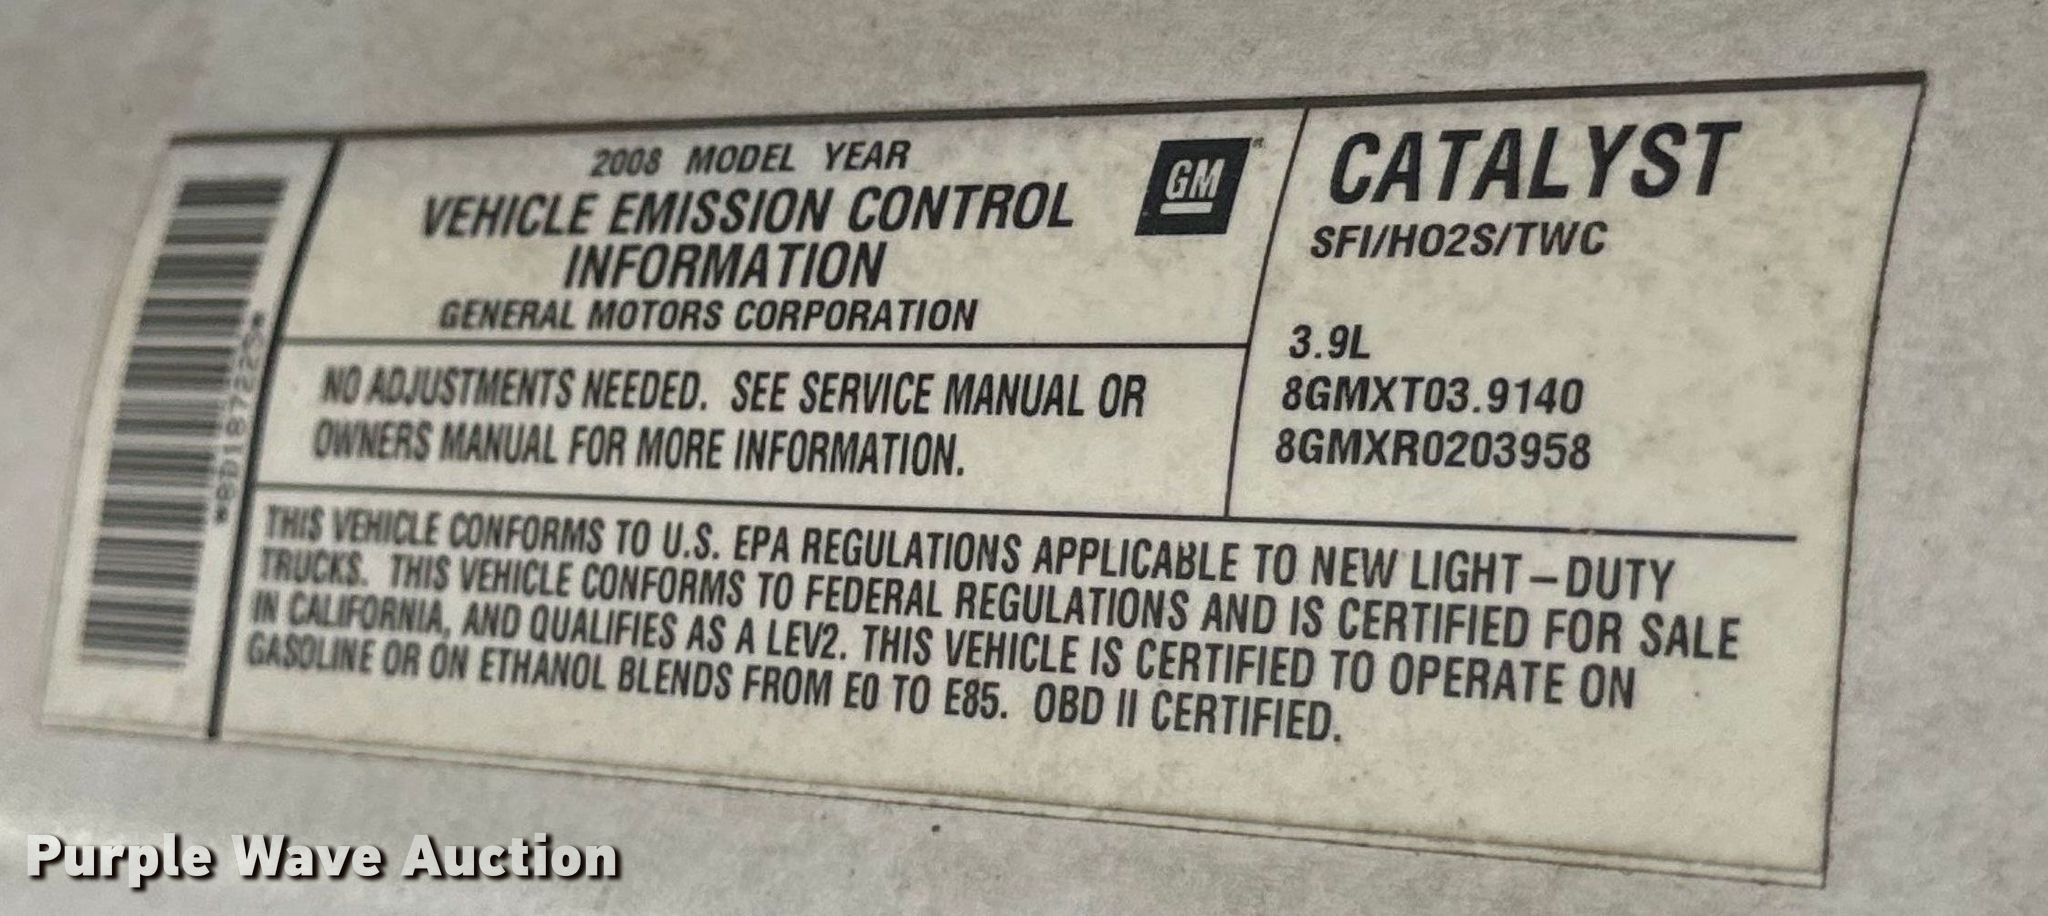 2008 MODEL YEAR
VEHICLE EMISSION CONTROL
INFORMATION
GENERAL MOTORS CORPORATION
GM
CATALYST
SFI/HO2S/TWC
3.9L
8GMXT03.9140
8GMXR0203958
NO ADJUSTMENTS NEEDED. SEE SERVICE MANUAL OR
OWNERS MANUAL FOR MORE INFORMATION.
THIS VEHICLE CONFORMS TO U.S. EPA REGULATIONS APPLICABLE TO NEW LIGHT-DUTY
TRUCKS. THIS VEHICLE CONFORMS TO FEDERAL REGULATIONS AND IS CERTIFIED FOR SALE
IN CALIFORNIA, AND QUALIFIES AS A LEV2. THIS VEHICLE IS CERTIFIED TO OPERATE ON
GASOLINE OR ON ETHANOL BLENDS FROM E0 TO E85. OBD II CERTIFIED.
Purple Wave Auction